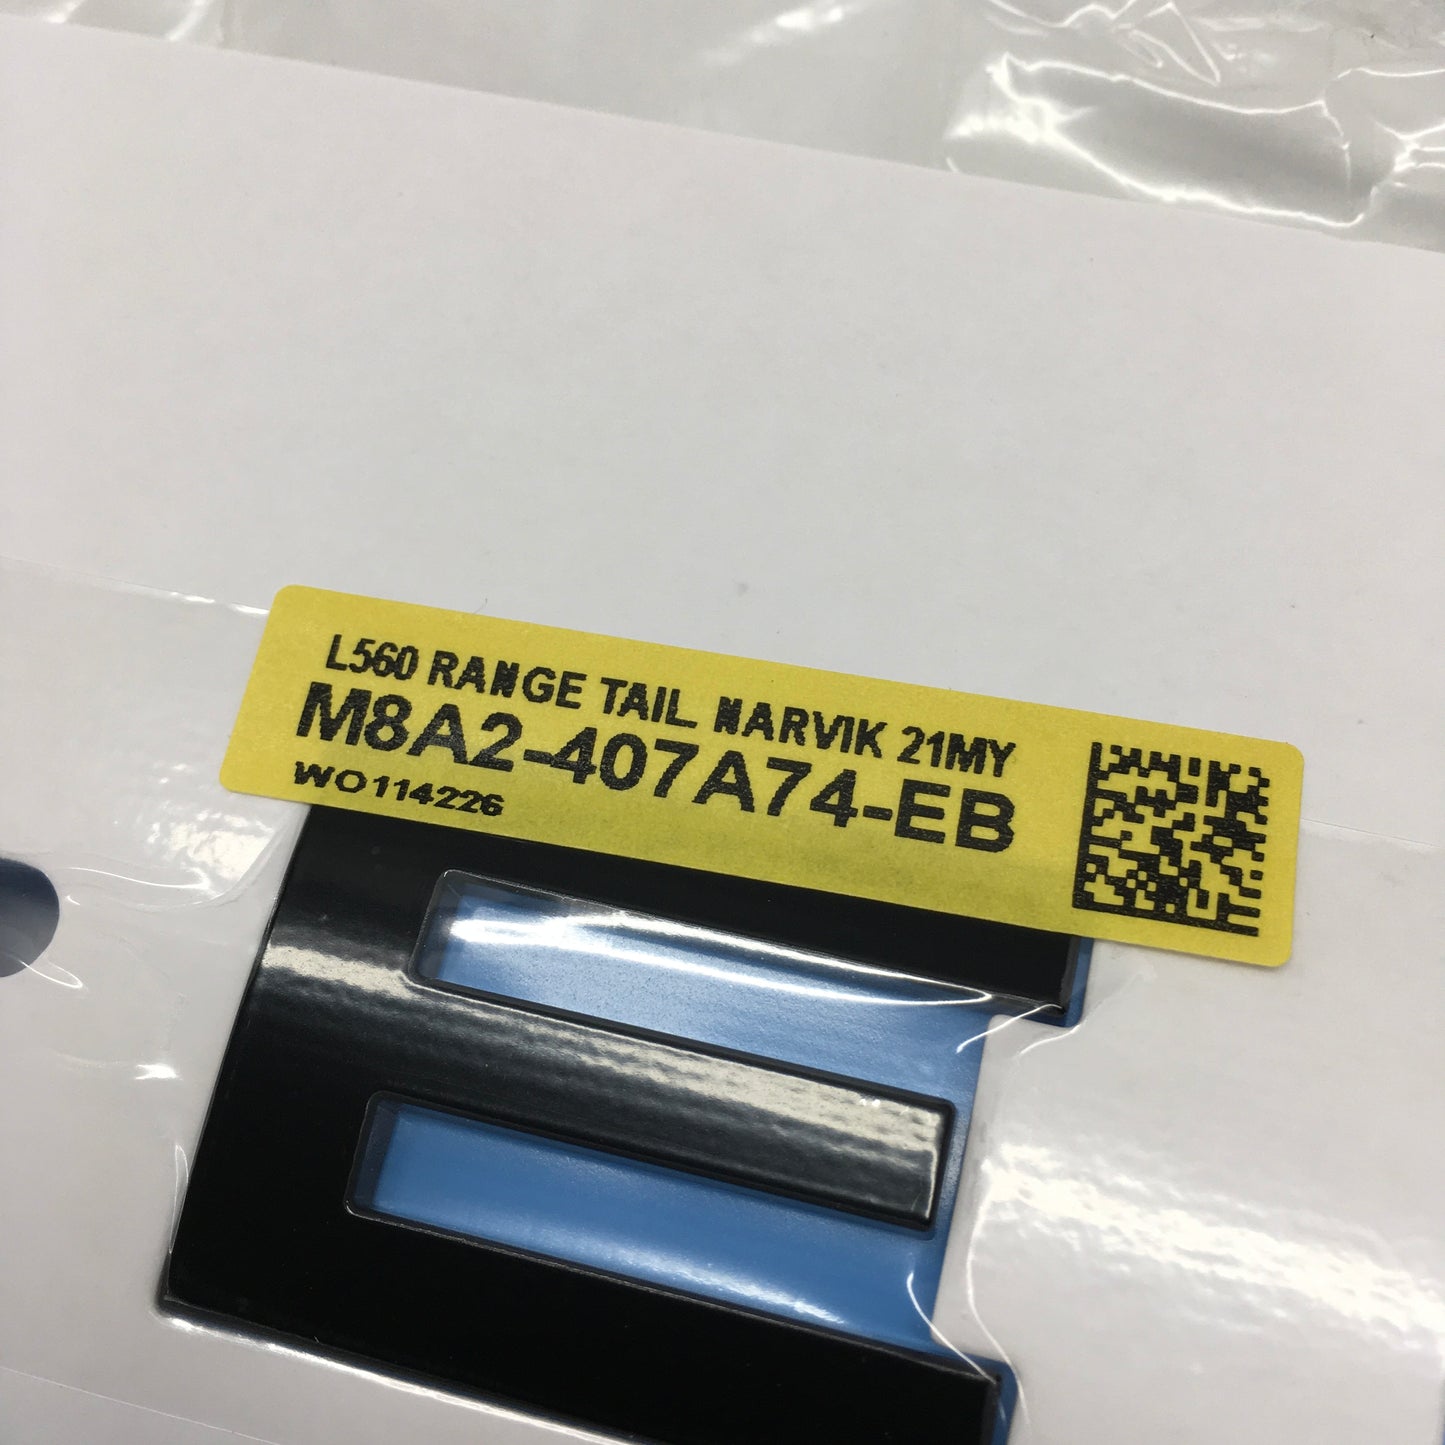 L560 RANGE TAIL NARVIK 21MY
M8A2-407A74-EB
WO114226
E